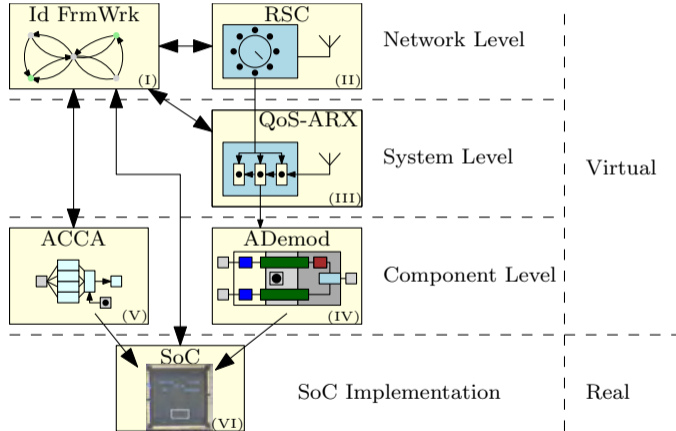 Id FrmWrk
(I)
RSC
(II)
Network Level
QoS-ARX
(III)
System Level
Virtual
ACCA
(V)
ADemod
(IV)
Component Level
SoC
(VI)
SoC Implementation
Real